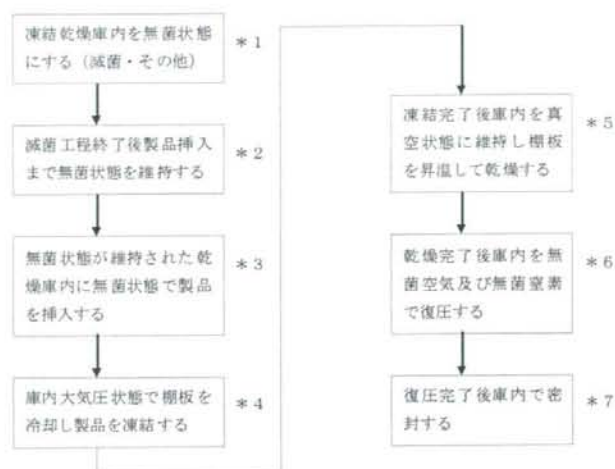 凍結乾燥庫内を無菌状態
にする（滅菌・その他）
＊1
滅菌工程終了後製品挿入
まで無菌状態を維持する
＊2
無菌状態が維持された乾
燥庫内に無菌状態で製品
を挿入する
＊3
庫内大気圧状態で棚板を
冷却し製品を凍結する
＊4
凍結完了後庫内を真
空状態に維持し棚板
を昇温して乾燥する
＊5
乾燥完了後庫内を無
菌空気及び無菌窒素
で復圧する
＊6
復圧完了後庫内で密
封する
＊7